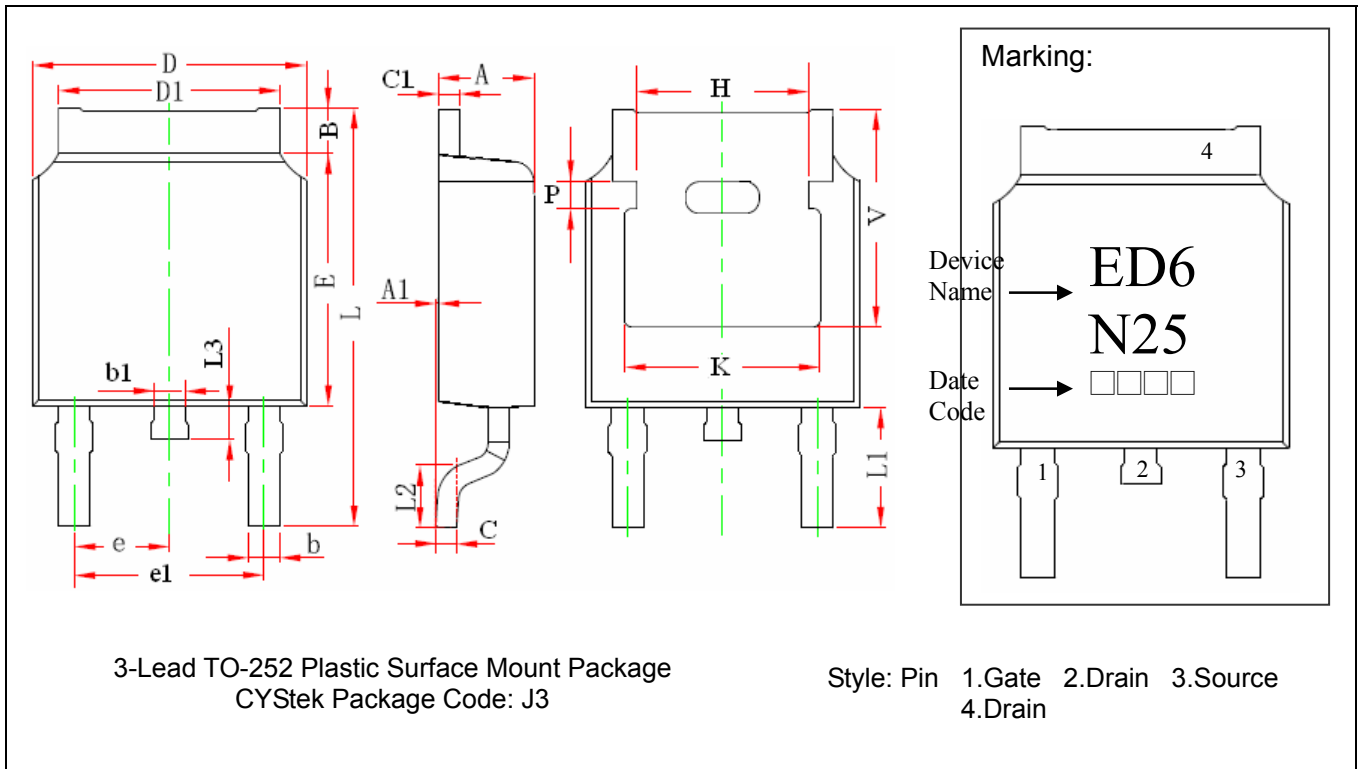 D
D1
B
E
L
L3
b1
e
b
e1
C1
A
A1
L2
C
H
P
V
K
L1
Marking:
4
Device
Name
ED6
N25
Date
Code
□□□□
1
2
3
3-Lead TO-252 Plastic Surface Mount Package
CYStek Package Code: J3
Style: Pin 1.Gate 2.Drain 3.Source
4.Drain